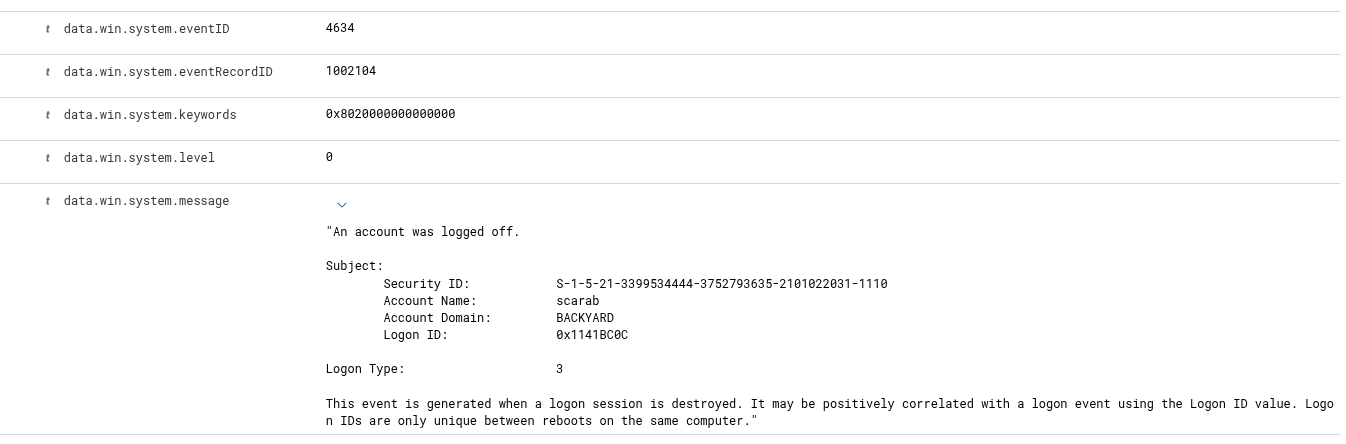 t data.win.system.eventID 4634
t data.win.system.eventRecordID 1002104
t data.win.system.keywords 0x8020000000000000
t data.win.system.level 0
t data.win.system.message
"An account was logged off.
Subject:
Security ID: S-1-5-21-3399534444-3752793635-2101022031-1110
Account Name: scarab
Account Domain: BACKYARD
Logon ID: 0x1141BC0C
Logon Type: 3
This event is generated when a logon session is destroyed. It may be positively correlated with a logon event using the Logon ID value. Logo
n IDs are only unique between reboots on the same computer."